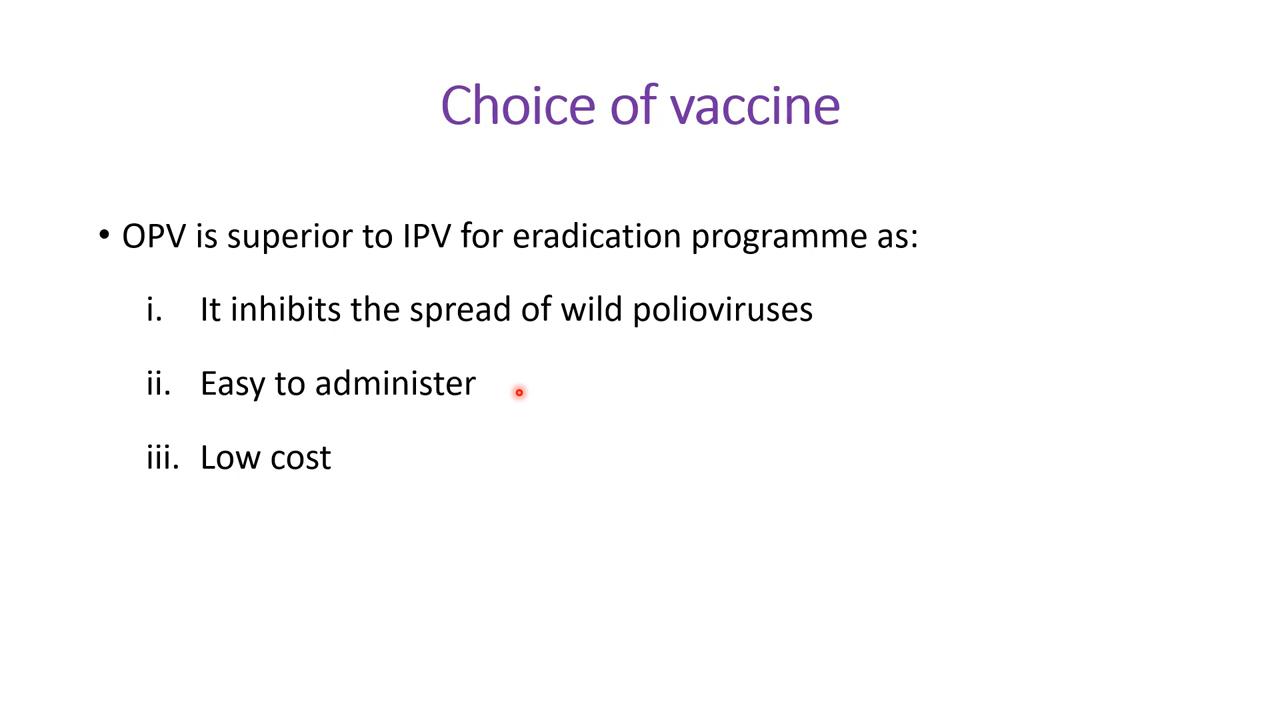 Choice of vaccine
• OPV is superior to IPV for eradication programme as:
i. It inhibits the spread of wild polioviruses
ii. Easy to administer
iii. Low cost